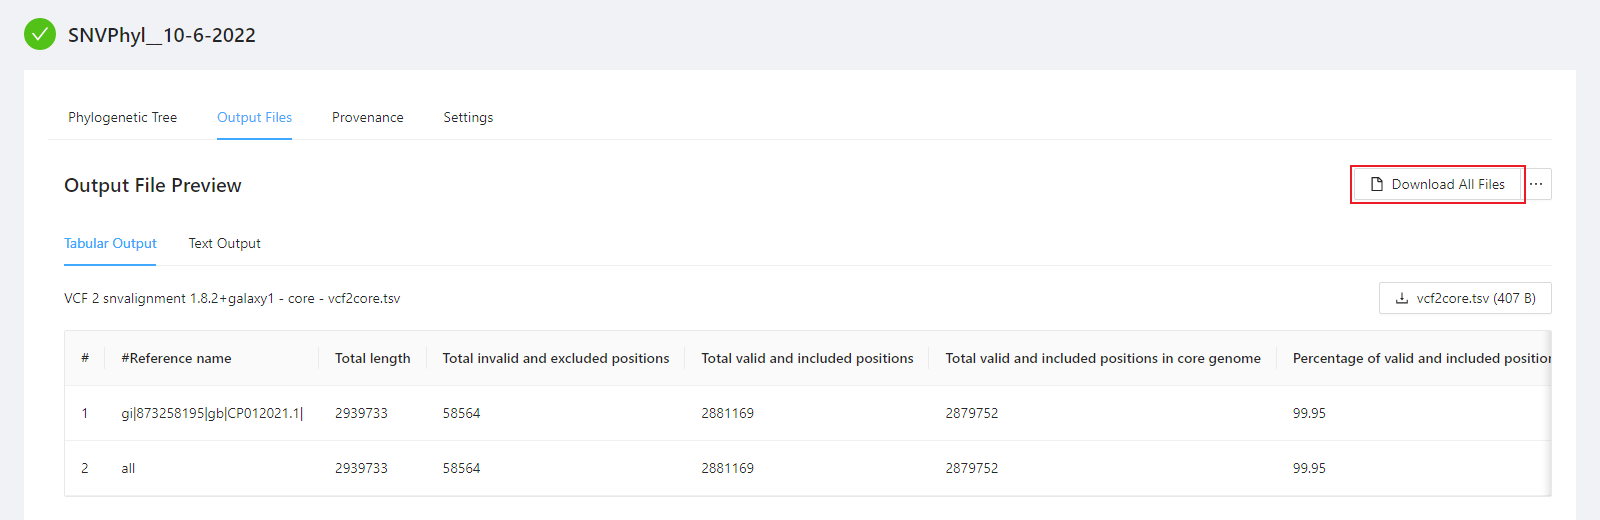 SNVPhyl__10-6-2022
Phylogenetic Tree Output Files Provenance Settings
Output File Preview Download All Files ···
Tabular Output Text Output
VCF 2 snvalignment 1.8.2+galaxy1 - core - vcf2core.tsv vcf2core.tsv (407 B)
# #Reference name Total length Total invalid and excluded positions Total valid and included positions Total valid and included positions in core genome Percentage of valid and included position
1 gi|873258195|gb|CP012021.1| 2939733 58564 2881169 2879752 99.95
2 all 2939733 58564 2881169 2879752 99.95